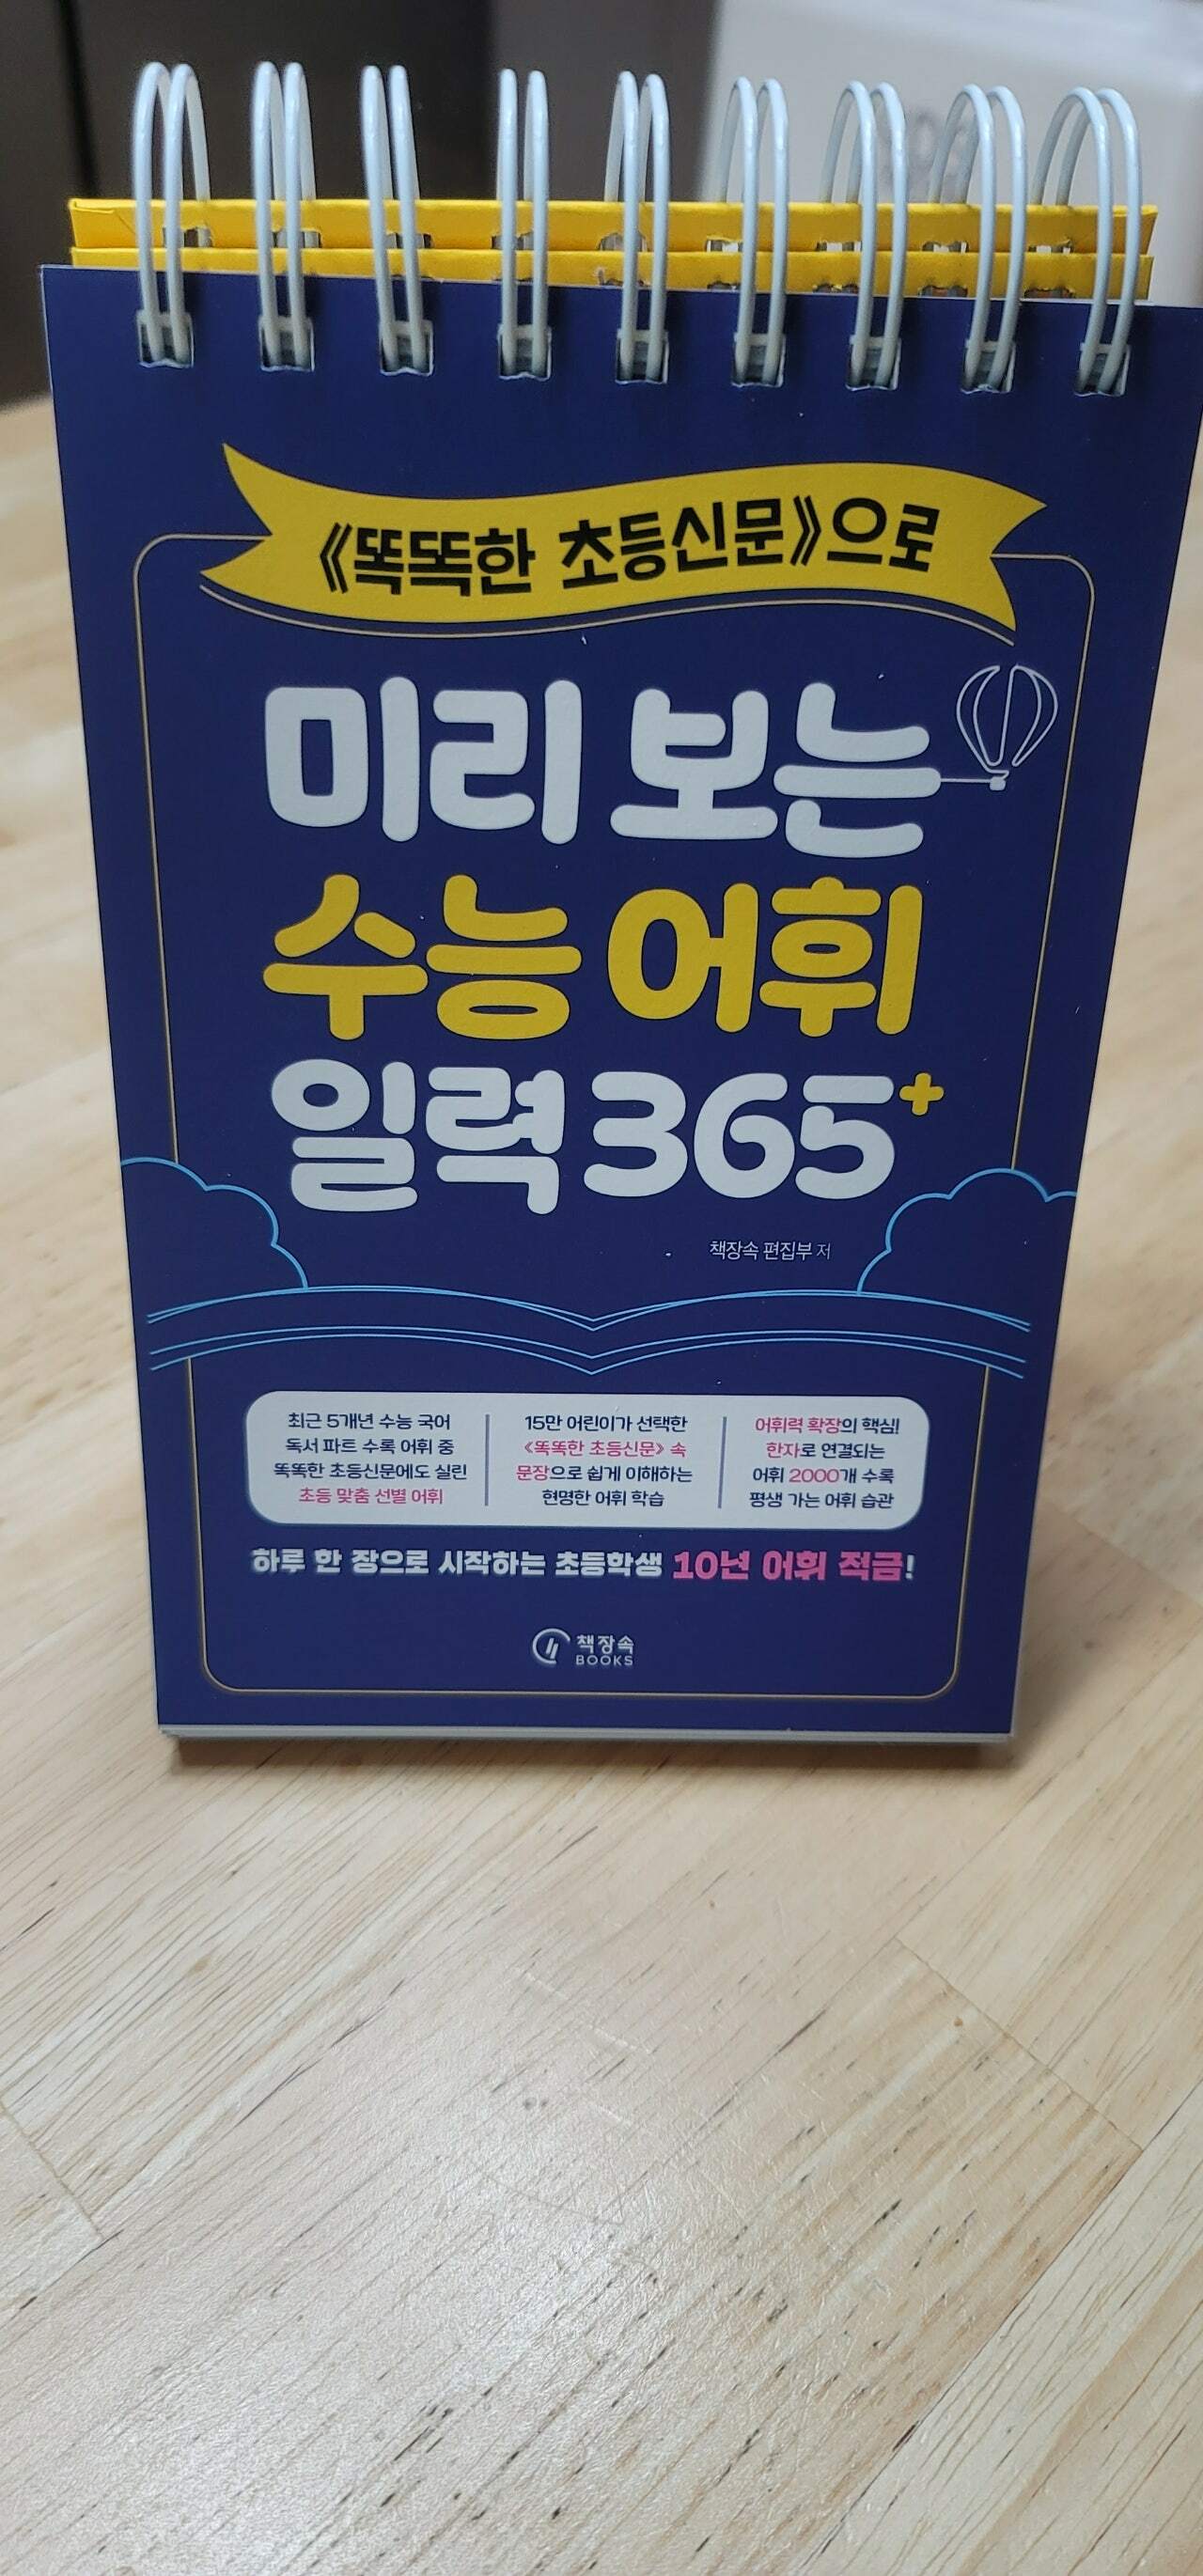 《똑똑한 초등신문》으로
미리 보는
수능 어휘
일력 365+
책장속 편집부 저
최근 5개년 수능 국어
독서 파트 수록 어휘 중
똑똑한 초등신문에도 실린
초등 맞춤 선별 어휘
15만 어린이가 선택한
《똑똑한 초등신문》 속
문장으로 쉽게 이해하는
현명한 어휘 학습
어휘력 확장의 핵심!
한자로 연결되는
어휘 2000개 수록
평생 가는 어휘 습관
하루 한 장으로 시작하는 초등학생 10년 어휘 적금!
책장속
BOOKS